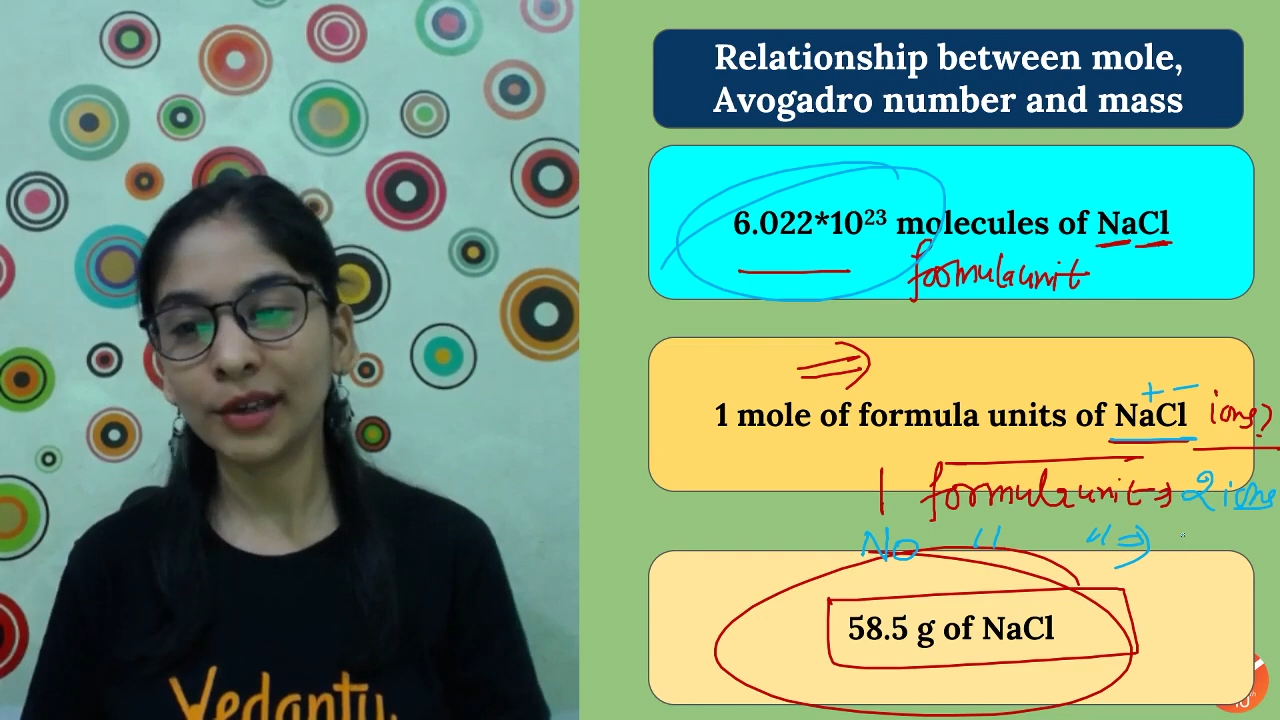 Relationship between mole,
Avogadro number and mass
6.022*10²³ molecules of NaCl
formula unit
+ −
1 mole of formula units of NaCl ions?
1 formula unit ⇒ 2 ions
No " " ⇒
58.5 g of NaCl
Vedantu